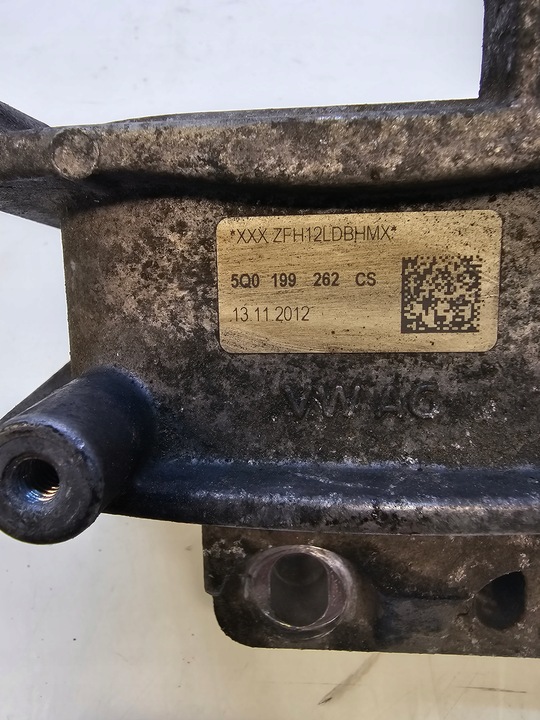 *XXX ZFH12LDBHMX*
5Q0 199 262 CS
13.11.2012
VW AG